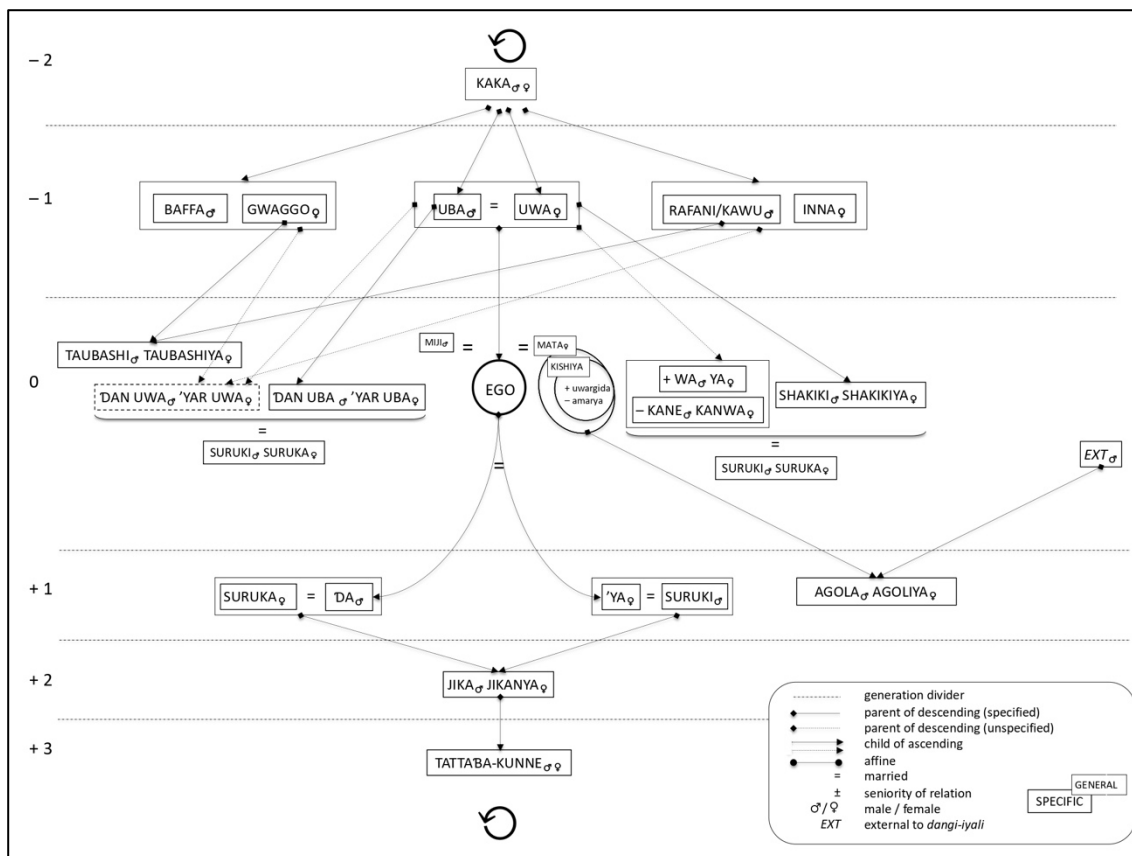 – 2
KAKA♂♀
– 1
BAFFA♂ GWAGGO♀ UBA♂ = UWA♀ RAFANI/KAWU♂ INNA♀
0
MIJI♂ = = MATA♀
TAUBASHI♂ TAUBASHIYA♀
KISHIYA
+ uwargida
– amarya
EGO
+ WA♂ YA♀
ƊAN UWA♂ 'YAR UWA♀ ƊAN UBA♂ 'YAR UBA♀
– KANE♂ KANWA♀
SHAKIKI♂ SHAKIKIYA♀
=
SURUKI♂ SURUKA♀
=
SURUKI♂ SURUKA♀
EXT♂
=
+ 1
SURUKA♀ = ƊA♂ 'YA♀ = SURUKI♂
AGOLA♂ AGOLIYA♀
+ 2
JIKA♂ JIKANYA♀
+ 3
TATTAƁA-KUNNE♂♀
generation divider
parent of descending (specified)
parent of descending (unspecified)
child of ascending
affine
= married
± seniority of relation
♂/♀ male / female
EXT external to dangi-iyali
GENERAL
SPECIFIC